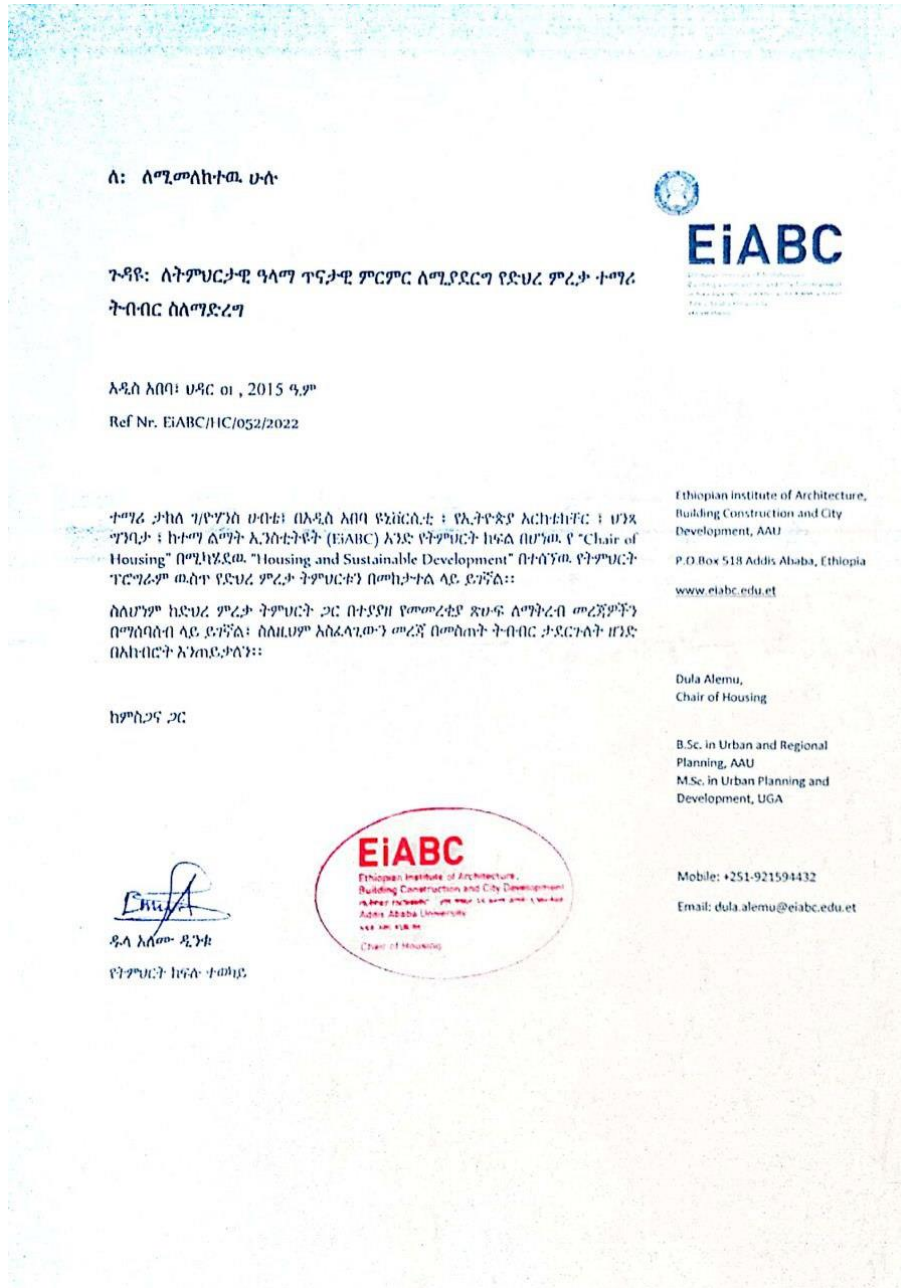 ለ: ለሚመለከተዉ ሁሉ
ጉዳዩ: ለትምህርታዊ ዓላማ ጥናታዊ ምርምር ለሚያደርግ የድህረ ምረቃ ተማሪ
ትብብር ስለማድረግ
አዲስ አበባ፤ ህዳር 01 , 2015 ዓ.ም
Ref Nr. EiABC/HC/052/2022
ተማሪ ታከለ ገ/ዮሃንስ ሀብቴ፤ በአዲስ አበባ ዩኒቨርሲቲ ፤ የኢትዮጵያ አርክቴክቸር ፤ ህንጻ
ግንባታ ፤ ከተማ ልማት ኢንስቲትዩት (EiABC) አንድ የትምህርት ክፍል በሆነዉ የ "Chair of
Housing" በሚካሄደዉ "Housing and Sustainable Development" በተሰኘዉ የትምህርት
ፕሮግራም ዉስጥ የድህረ ምረቃ ትምህርቱን በመከታተል ላይ ይገኛል፡፡
ስለሆነም ከድህረ ምረቃ ትምህርት ጋር በተያያዘ የመመረቂያ ጽሁፍ ለማቅረብ መረጃዎችን
በማሰባሰብ ላይ ይገኛል፤ ስለዚህም አስፈላጊውን መረጃ በመስጠት ትብብር ታደርጉለት ዘንድ
በአክብሮት እንጠይቃለን፡፡
ከምስጋና ጋር
ዱላ አለሙ ዲንቁ
የትምህርት ክፍሉ ተወካይ
EiABC
Ethiopian Institute of Architecture,
Building Construction and City Development
Addis Ababa University
Chair of Housing
EiABC
Ethiopian Institute of Architecture,
Building Construction and City
Development, AAU
P.O.Box 518 Addis Ababa, Ethiopia
www.eiabc.edu.et
Dula Alemu,
Chair of Housing
B.Sc. in Urban and Regional
Planning, AAU
M.Sc. in Urban Planning and
Development, UGA
Mobile: +251-921594432
Email: dula.alemu@eiabc.edu.et